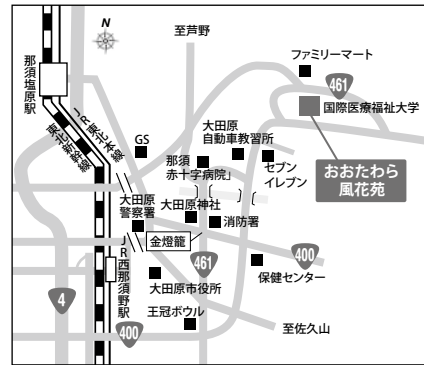 N
至芦野
ファミリーマート
461
国際医療福祉大学
那須塩原駅
JR東北本線
東北新幹線
GS
大田原
自動車教習所
那須
赤十字病院」
セブン
イレブン
おおたわら
風花苑
大田原
警察署
大田原神社
消防署
金燈籠
JR西那須野駅
461
400
保健センター
大田原市役所
4
400
王冠ボウル
至佐久山